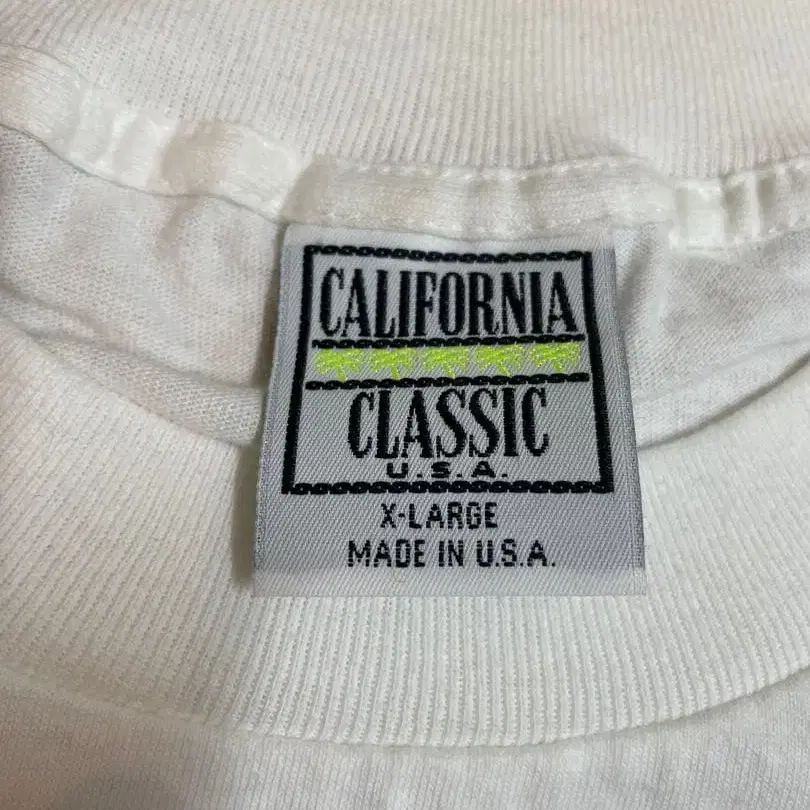 CALIFORNIA
CLASSIC
U.S.A.
X-LARGE
MADE IN U.S.A.